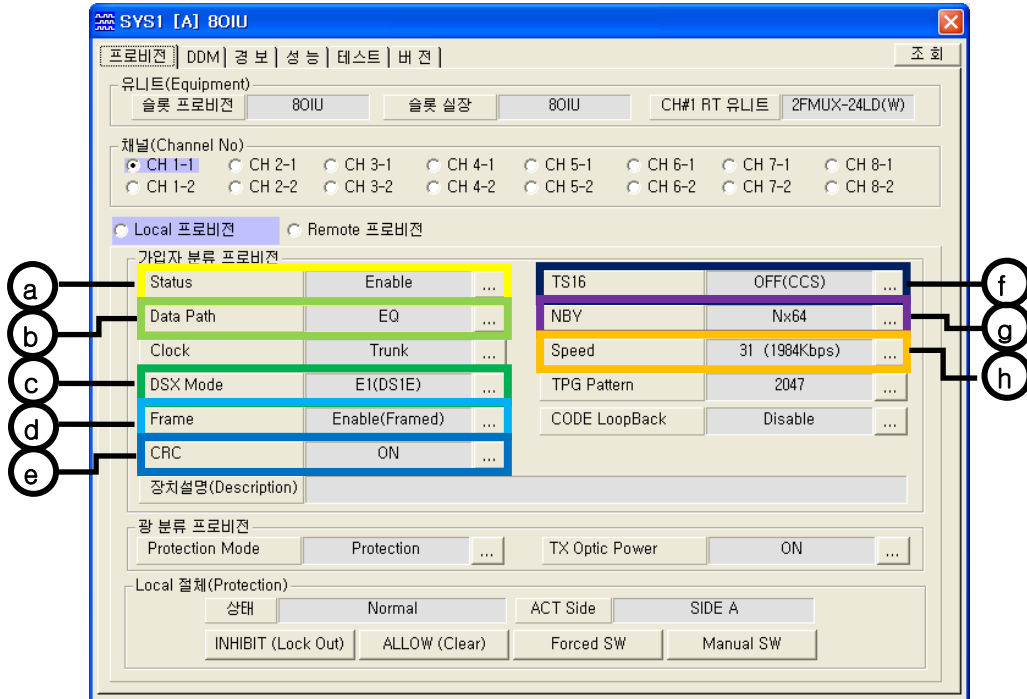 SYS1 [A] 8OIU
프로비전 DDM 경 보 성 능 테스트 버 전 조 회
유니트(Equipment)
슬롯 프로비전 8OIU 슬롯 실장 8OIU CH#1 RT 유니트 2FMUX-24LD(W)
채널(Channel No)
CH 1-1 CH 2-1 CH 3-1 CH 4-1 CH 5-1 CH 6-1 CH 7-1 CH 8-1
CH 1-2 CH 2-2 CH 3-2 CH 4-2 CH 5-2 CH 6-2 CH 7-2 CH 8-2
Local 프로비전 Remote 프로비전
가입자 분류 프로비전
a Status Enable ... TS16 OFF(CCS) ... f
b Data Path EQ ... NBY Nx64 ... g
Clock Trunk ... Speed 31 (1984Kbps) ... h
c DSX Mode E1(DS1E) ... TPG Pattern 2047 ...
d Frame Enable(Framed) ... CODE LoopBack Disable ...
e CRC ON ...
장치설명(Description)
광 분류 프로비전
Protection Mode Protection ... TX Optic Power ON ...
Local 절체(Protection)
상태 Normal ACT Side SIDE A
INHIBIT (Lock Out) ALLOW (Clear) Forced SW Manual SW